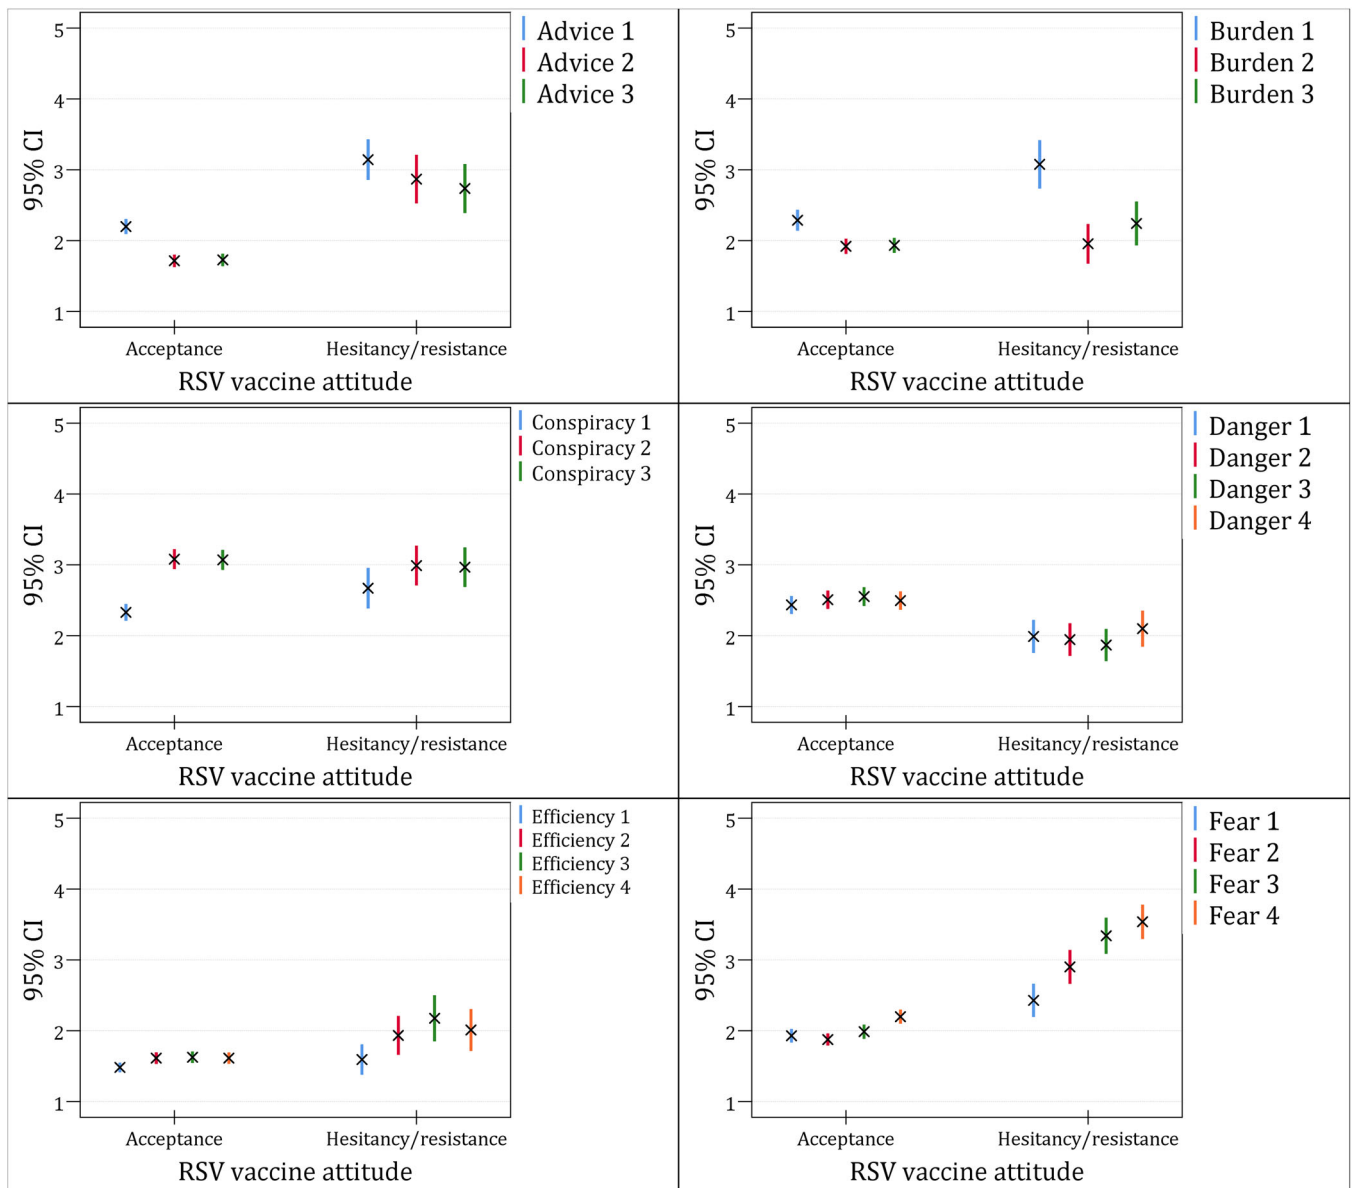 5
4
3
2
1
95% CI
Acceptance
Hesitancy/resistance
RSV vaccine attitude
Advice 1
Advice 2
Advice 3
5
4
3
2
1
95% CI
Acceptance
Hesitancy/resistance
RSV vaccine attitude
Burden 1
Burden 2
Burden 3
5
4
3
2
1
95% CI
Acceptance
Hesitancy/resistance
RSV vaccine attitude
Conspiracy 1
Conspiracy 2
Conspiracy 3
5
4
3
2
1
95% CI
Acceptance
Hesitancy/resistance
RSV vaccine attitude
Danger 1
Danger 2
Danger 3
Danger 4
5
4
3
2
1
95% CI
Acceptance
Hesitancy/resistance
RSV vaccine attitude
Efficiency 1
Efficiency 2
Efficiency 3
Efficiency 4
5
4
3
2
1
95% CI
Acceptance
Hesitancy/resistance
RSV vaccine attitude
Fear 1
Fear 2
Fear 3
Fear 4